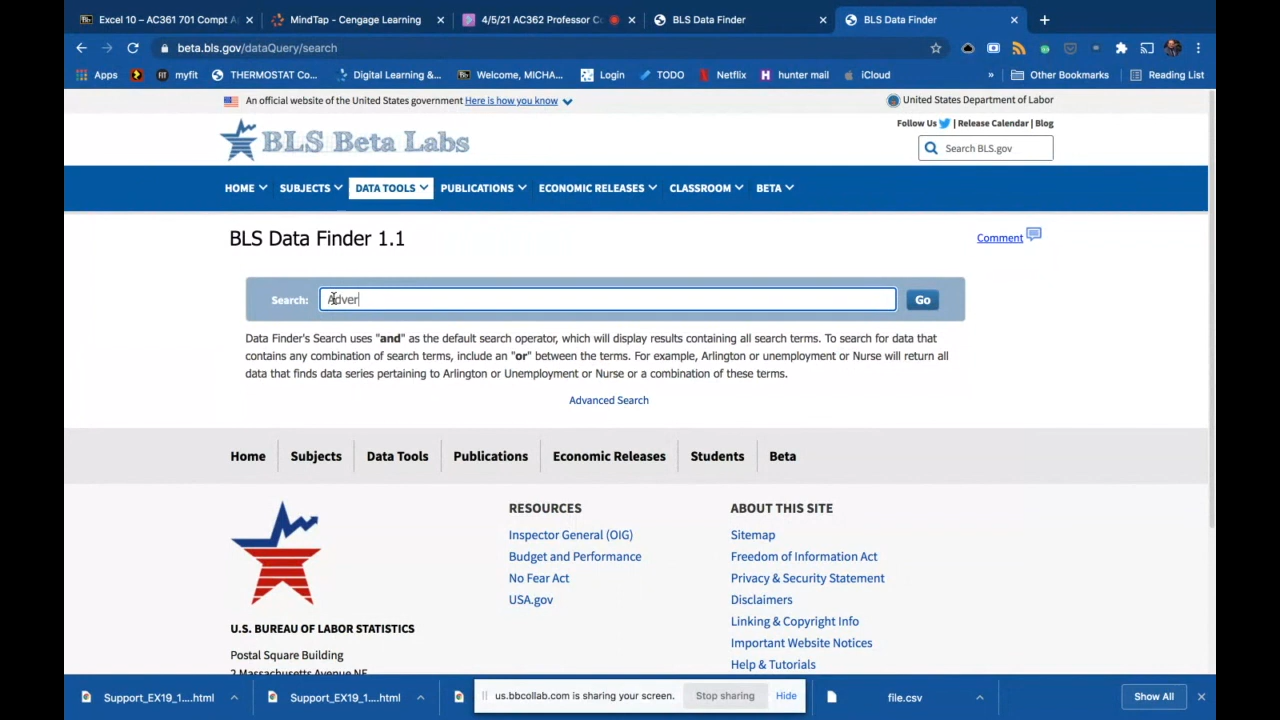 Excel 10 – AC361 701 Compt A
MindTap - Cengage Learning
4/5/21 AC362 Professor C
BLS Data Finder
BLS Data Finder
beta.bls.gov/dataQuery/search
Apps
myfit
THERMOSTAT Co...
Digital Learning &...
Welcome, MICHA...
Login
TODO
Netflix
hunter mail
iCloud
»
Other Bookmarks
Reading List
An official website of the United States government Here is how you know
United States Department of Labor
Follow Us | Release Calendar | Blog
BLS Beta Labs
Search BLS.gov
HOME SUBJECTS DATA TOOLS PUBLICATIONS ECONOMIC RELEASES CLASSROOM BETA
BLS Data Finder 1.1
Comment
Search: Adver Go
Data Finder's Search uses "and" as the default search operator, which will display results containing all search terms. To search for data that
contains any combination of search terms, include an "or" between the terms. For example, Arlington or unemployment or Nurse will return all
data that finds data series pertaining to Arlington or Unemployment or Nurse or a combination of these terms.
Advanced Search
Home Subjects Data Tools Publications Economic Releases Students Beta
RESOURCES
Inspector General (OIG)
Budget and Performance
No Fear Act
USA.gov
ABOUT THIS SITE
Sitemap
Freedom of Information Act
Privacy & Security Statement
Disclaimers
Linking & Copyright Info
Important Website Notices
Help & Tutorials
U.S. BUREAU OF LABOR STATISTICS
Postal Square Building
2 Massachusetts Avenue NE
Support_EX19_1....html
Support_EX19_1....html
us.bbcollab.com is sharing your screen.
Stop sharing
Hide
file.csv
Show All